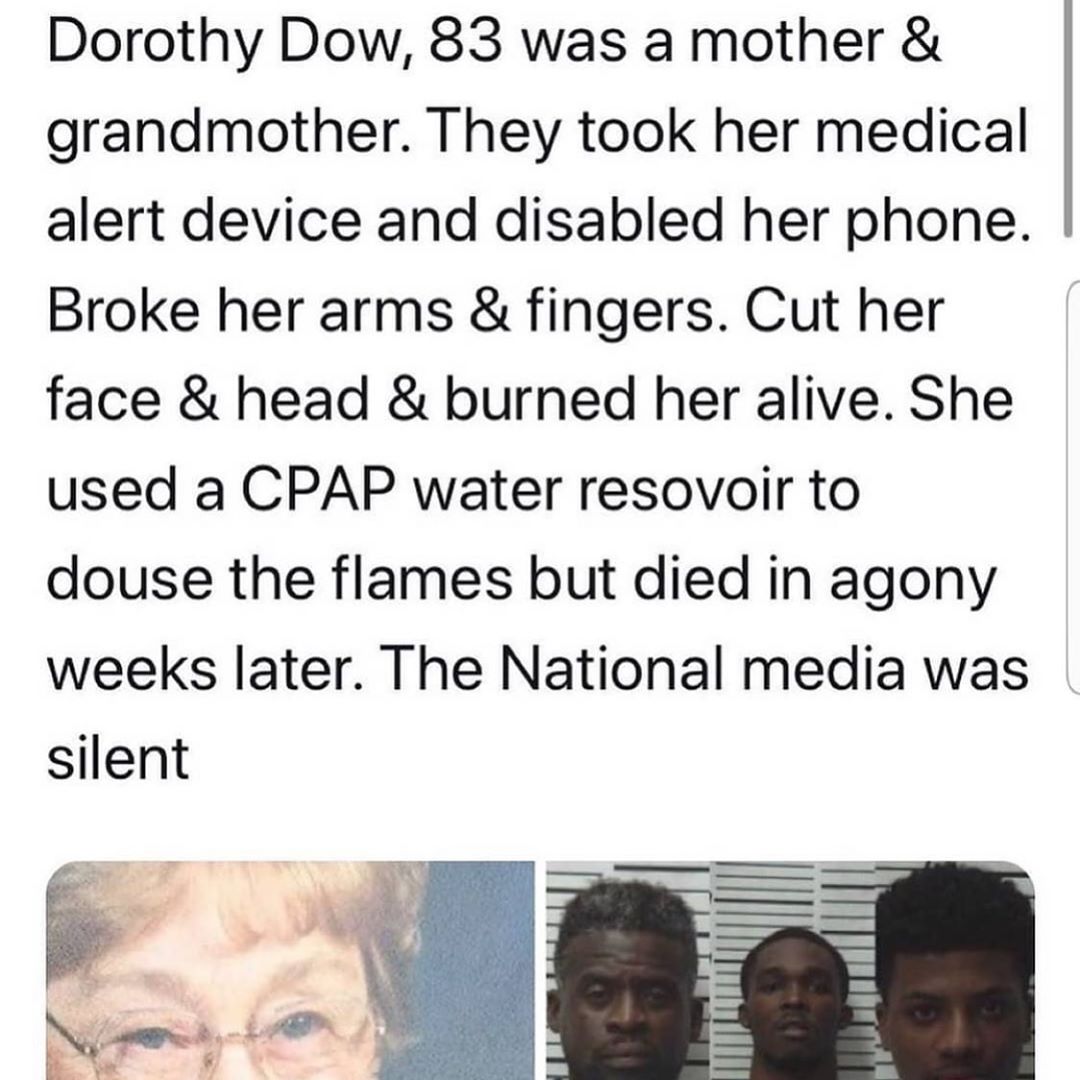 Dorothy Dow, 83 was a mother &
grandmother. They took her medical
alert device and disabled her phone.
Broke her arms & fingers. Cut her
face & head & burned her alive. She
used a CPAP water resovoir to
douse the flames but died in agony
weeks later. The National media was
silent